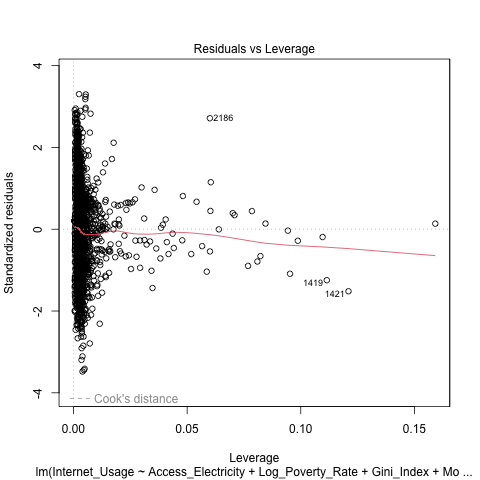 Residuals vs Leverage
4
2
0
-2
-4
Standardized residuals
2186
1419
1421
Cook's distance
0.00 0.05 0.10 0.15
Leverage
lm(Internet_Usage ~ Access_Electricity + Log_Poverty_Rate + Gini_Index + Mo ...